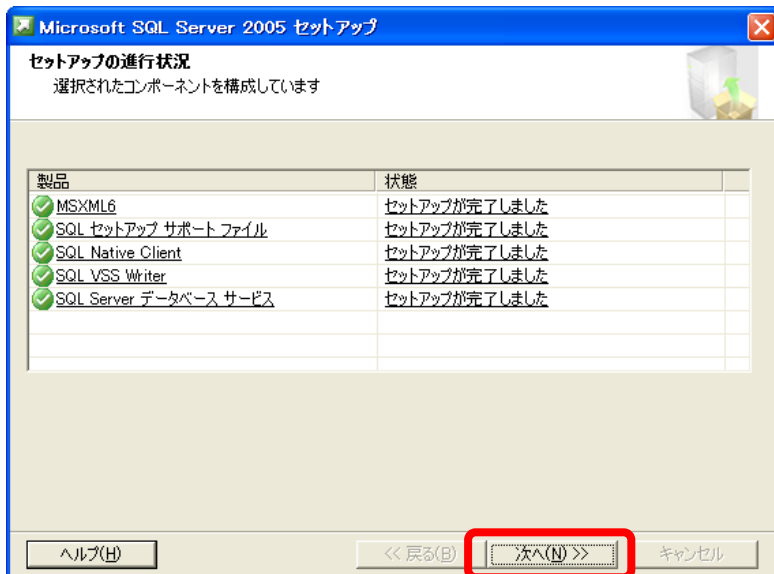 Microsoft SQL Server 2005 セットアップ
セットアップの進行状況
選択されたコンポーネントを構成しています
製品 状態
MSXML6 セットアップが完了しました
SQL セットアップ サポート ファイル セットアップが完了しました
SQL Native Client セットアップが完了しました
SQL VSS Writer セットアップが完了しました
SQL Server データベース サービス セットアップが完了しました
ヘルプ(H) << 戻る(B) 次へ(N) >> キャンセル